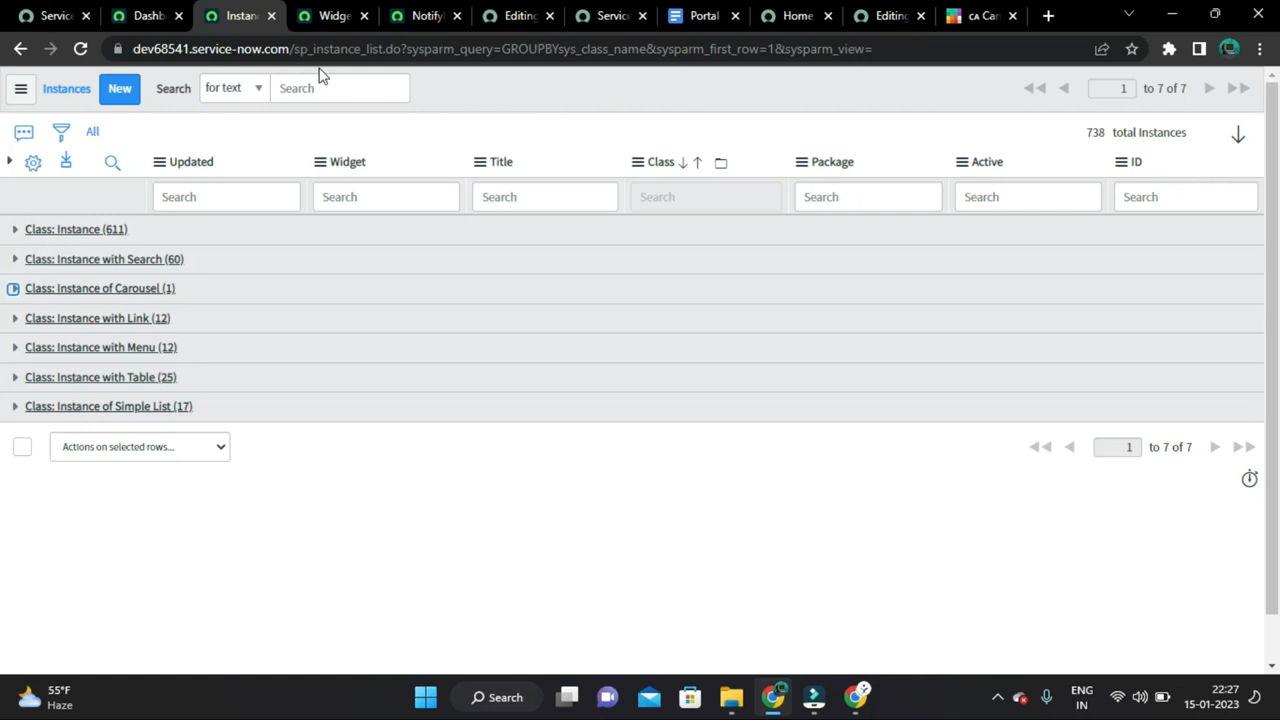 Service Dashb Instan Widge Notify Editing Service Portal Home Editing CA Can
dev68541.service-now.com/sp_instance_list.do?sysparm_query=GROUPBYsys_class_name&sysparm_first_row=1&sysparm_view=
Instances New Search for text Search 1 to 7 of 7
All 738 total Instances
Updated Widget Title Class Package Active ID
Search Search Search Search Search Search Search
Class: Instance (611)
Class: Instance with Search (60)
Class: Instance of Carousel (1)
Class: Instance with Link (12)
Class: Instance with Menu (12)
Class: Instance with Table (25)
Class: Instance of Simple List (17)
Actions on selected rows... 1 to 7 of 7
55°F ENG 22:27
Haze Search IN 15-01-2023